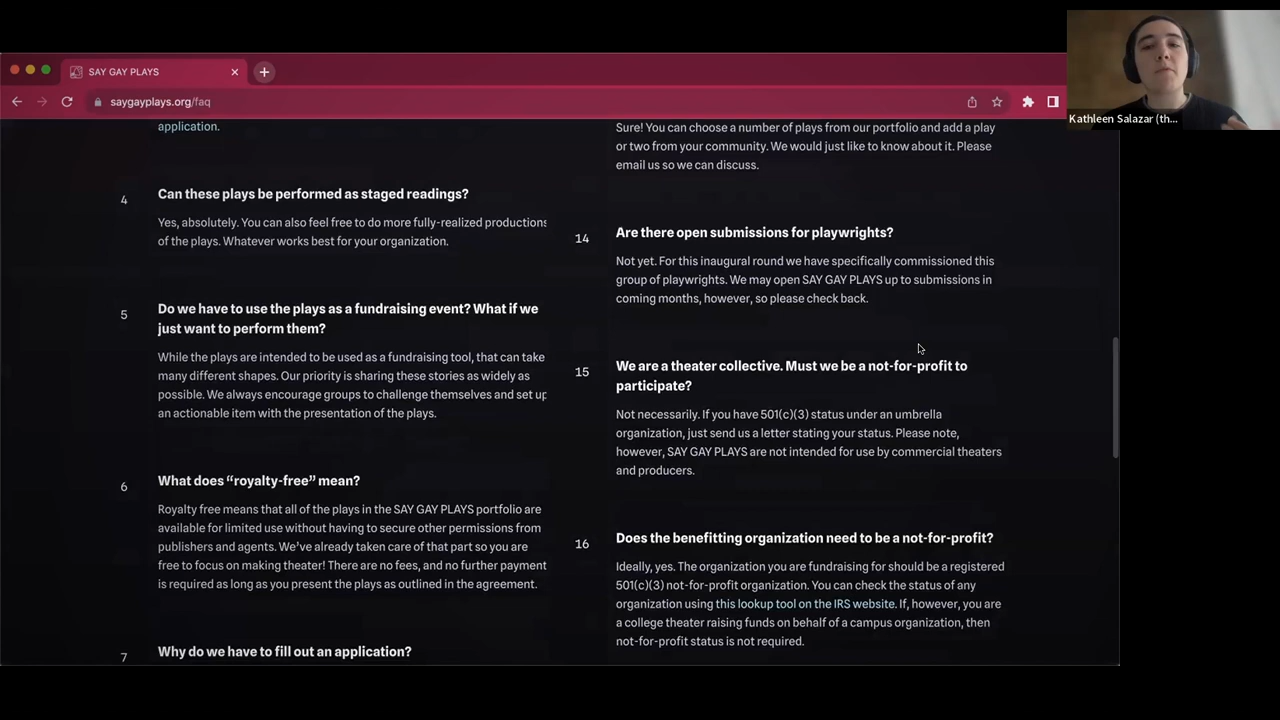 SAY GAY PLAYS
saygayplays.org/faq
Kathleen Salazar (th...
application.
4
Can these plays be performed as staged readings?
Yes, absolutely. You can also feel free to do more fully-realized productions
of the plays. Whatever works best for your organization.
5
Do we have to use the plays as a fundraising event? What if we
just want to perform them?
While the plays are intended to be used as a fundraising tool, that can take
many different shapes. Our priority is sharing these stories as widely as
possible. We always encourage groups to challenge themselves and set up
an actionable item with the presentation of the plays.
6
What does “royalty-free” mean?
Royalty free means that all of the plays in the SAY GAY PLAYS portfolio are
available for limited use without having to secure other permissions from
publishers and agents. We’ve already taken care of that part so you are
free to focus on making theater! There are no fees, and no further payment
is required as long as you present the plays as outlined in the agreement.
7
Why do we have to fill out an application?
Sure! You can choose a number of plays from our portfolio and add a play
or two from your community. We would just like to know about it. Please
email us so we can discuss.
14
Are there open submissions for playwrights?
Not yet. For this inaugural round we have specifically commissioned this
group of playwrights. We may open SAY GAY PLAYS up to submissions in
coming months, however, so please check back.
15
We are a theater collective. Must we be a not-for-profit to
participate?
Not necessarily. If you have 501(c)(3) status under an umbrella
organization, just send us a letter stating your status. Please note,
however, SAY GAY PLAYS are not intended for use by commercial theaters
and producers.
16
Does the benefitting organization need to be a not-for-profit?
Ideally, yes. The organization you are fundraising for should be a registered
501(c)(3) not-for-profit organization. You can check the status of any
organization using this lookup tool on the IRS website. If, however, you are
a college theater raising funds on behalf of a campus organization, then
not-for-profit status is not required.